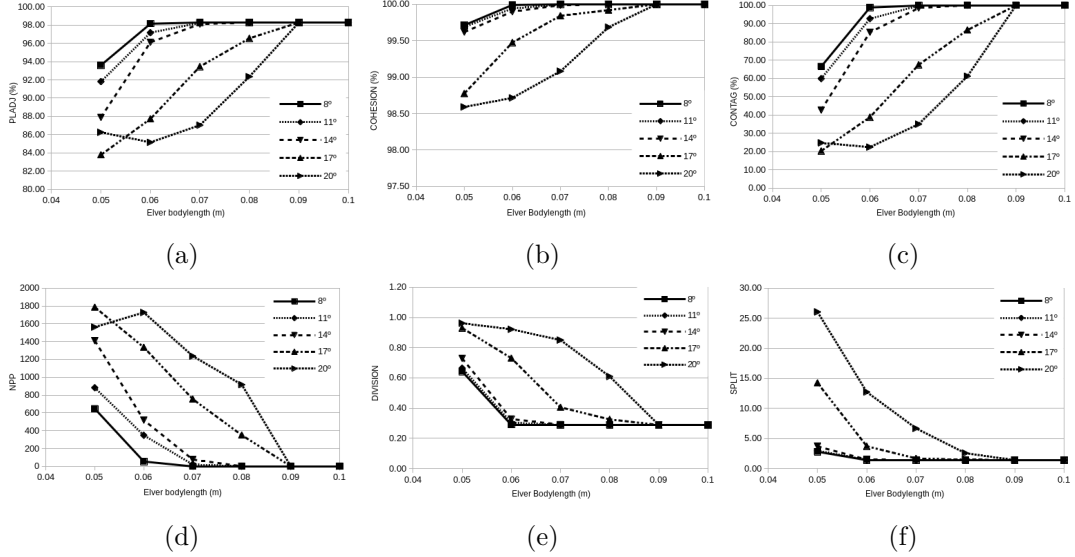 100.00
98.00
96.00
94.00
92.00
90.00
88.00
86.00
84.00
82.00
80.00
PLADJ (%)
0.04 0.05 0.06 0.07 0.08 0.09 0.1
Elver bodylength (m)
8º
11º
14º
17º
20º
(a)
100.00
99.50
99.00
98.50
98.00
97.50
COHESION (%)
0.04 0.05 0.06 0.07 0.08 0.09 0.1
Elver Bodylength (m)
8º
11º
14º
17º
20º
(b)
100.00
90.00
80.00
70.00
60.00
50.00
40.00
30.00
20.00
10.00
0.00
CONTAG (%)
0.04 0.05 0.06 0.07 0.08 0.09 0.1
Elver Bodylength (m)
8º
11º
14º
17º
20º
(c)
2000
1800
1600
1400
1200
1000
800
600
400
200
0
NPP
0.04 0.05 0.06 0.07 0.08 0.09 0.1
Elver bodylength (m)
8º
11º
14º
17º
20º
(d)
1.20
1.00
0.80
0.60
0.40
0.20
0.00
DIVISION
0.04 0.05 0.06 0.07 0.08 0.09 0.1
Elver Bodylength (m)
8º
11º
14º
17º
20º
(e)
30.00
25.00
20.00
15.00
10.00
5.00
0.00
SPLIT
0.04 0.05 0.06 0.07 0.08 0.09 0.1
Elver Bodylength (m)
8º
11º
14º
17º
20º
(f)